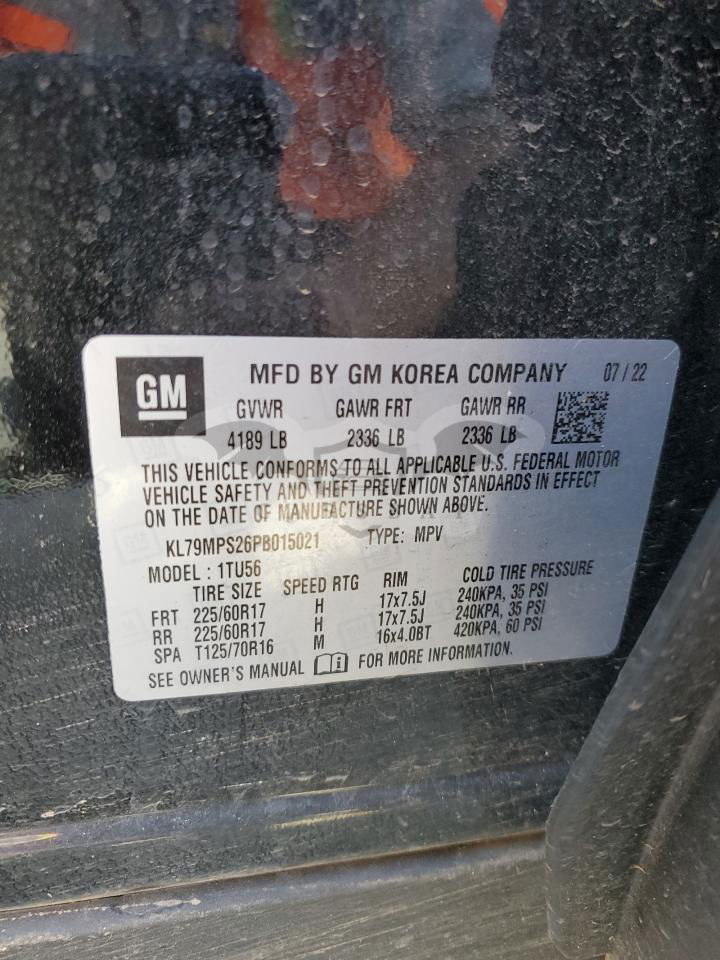 GM
MFD BY GM KOREA COMPANY 07 / 22
GVWR GAWR FRT GAWR RR
4189 LB 2336 LB 2336 LB
THIS VEHICLE CONFORMS TO ALL APPLICABLE U.S. FEDERAL MOTOR
VEHICLE SAFETY AND THEFT PREVENTION STANDARDS IN EFFECT
ON THE DATE OF MANUFACTURE SHOWN ABOVE.
KL79MPS26PB015021 TYPE: MPV
MODEL : 1TU56
TIRE SIZE SPEED RTG RIM COLD TIRE PRESSURE
FRT 225/60R17 H 17x7.5J 240KPA, 35 PSI
RR 225/60R17 H 17x7.5J 240KPA, 35 PSI
SPA T125/70R16 M 16x4.0BT 420KPA, 60 PSI
SEE OWNER'S MANUAL FOR MORE INFORMATION.